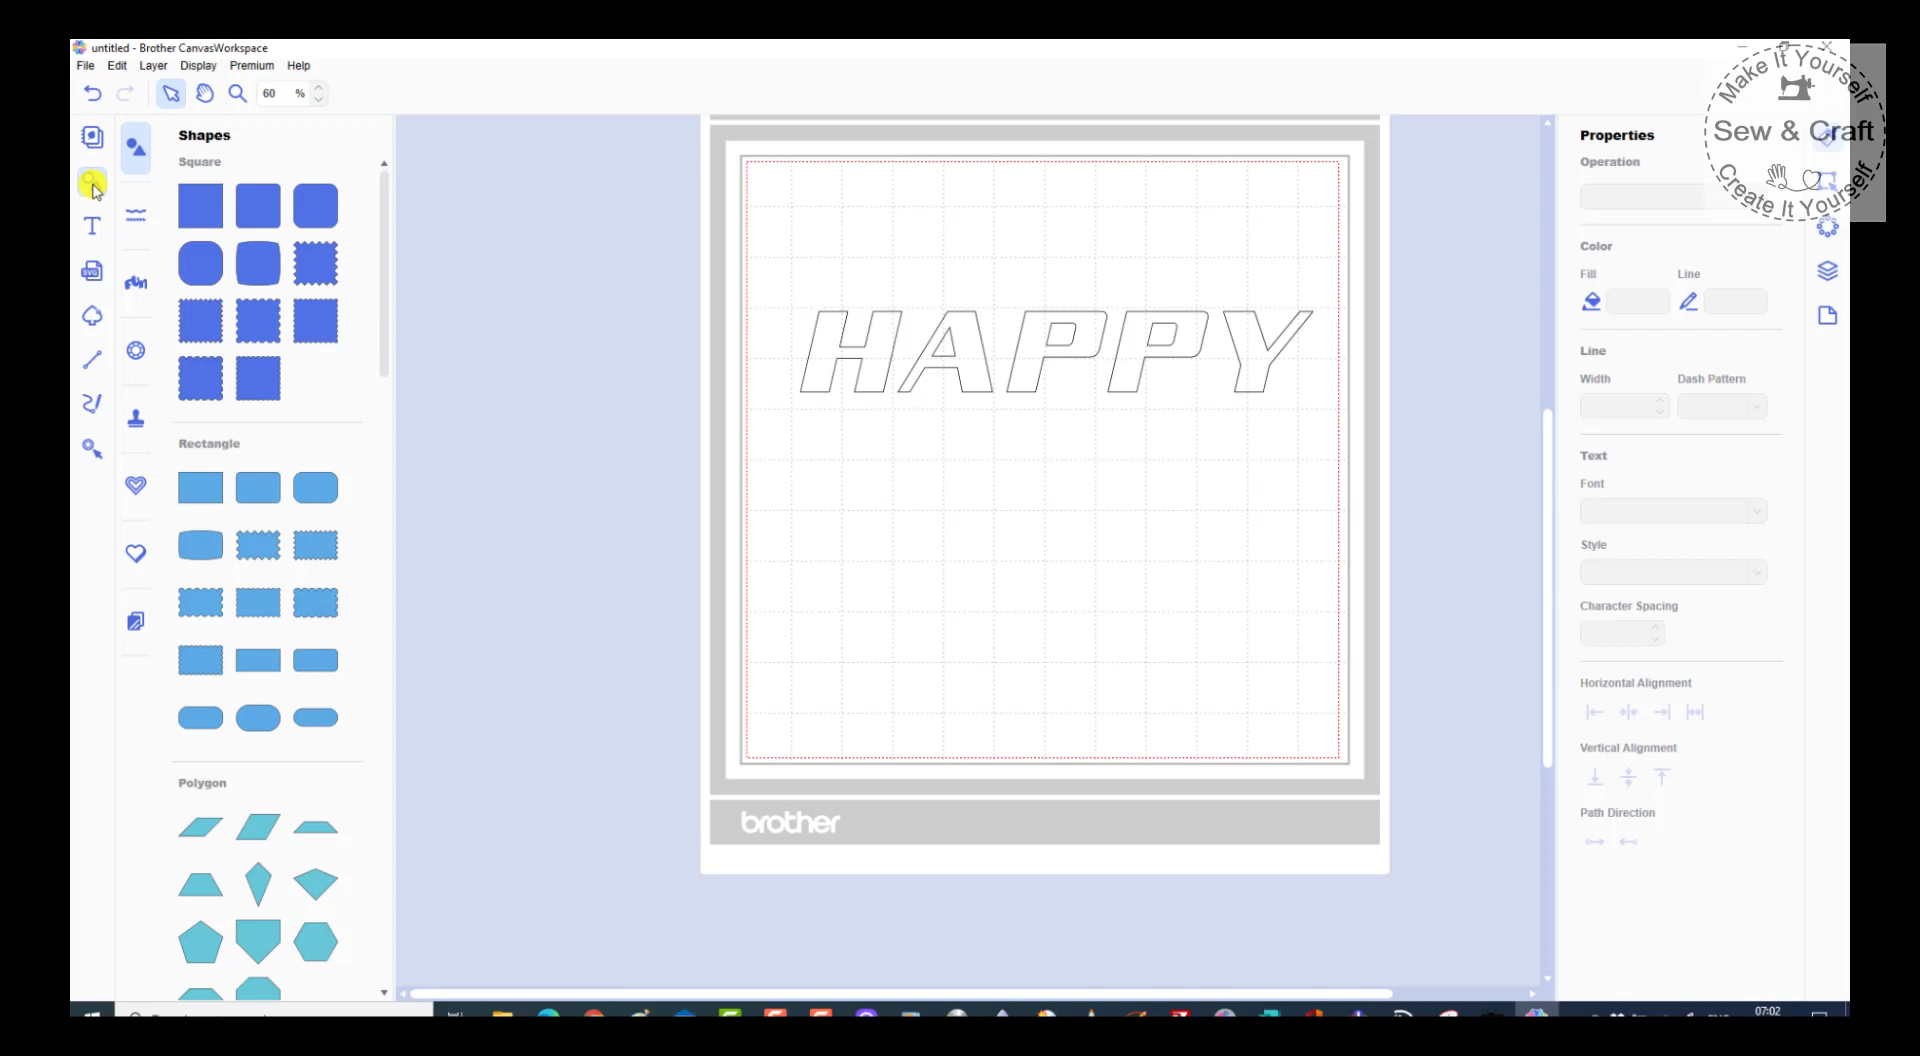 untitled - Brother CanvasWorkspace
File Edit Layer Display Premium Help
60 %
Shapes
Square
Rectangle
Polygon
SVG
Fun
HAPPY
brother
Properties
Operation
Color
Fill Line
Line
Width Dash Pattern
Text
Font
Style
Character Spacing
Horizontal Alignment
Vertical Alignment
Path Direction
Make It Yourself
Sew & Craft
Create It Yourself
07:02